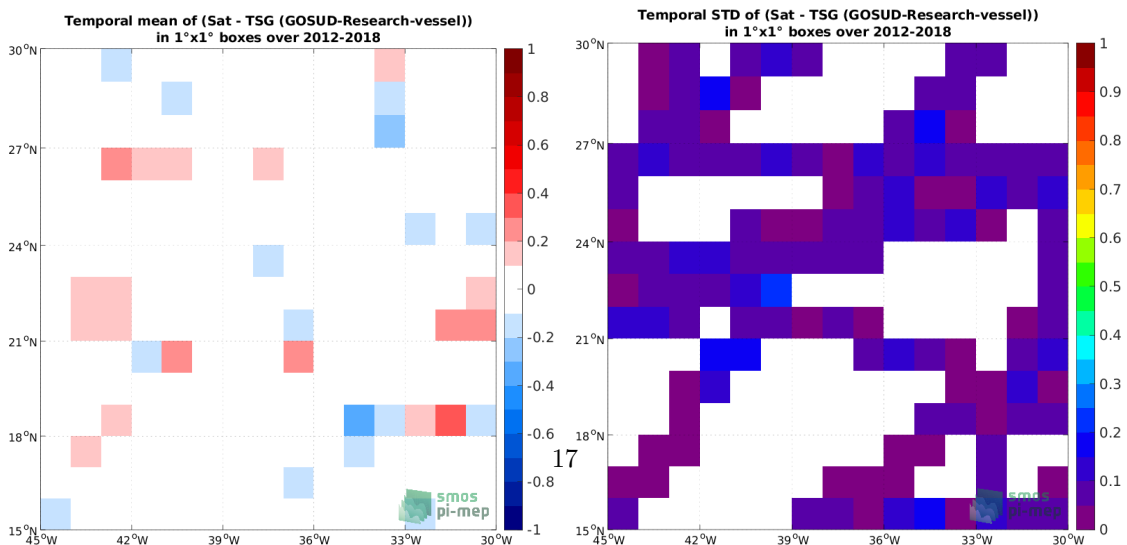 Temporal mean of (Sat - TSG (GOSUD-Research-vessel))
in 1°x1° boxes over 2012-2018
30°N
27°N
24°N
21°N
18°N
15°N
45°W
42°W
39°W
36°W
33°W
30°W
1
0.8
0.6
0.4
0.2
0
-0.2
-0.4
-0.6
-0.8
-1
smos
pi-mep
17
Temporal STD of (Sat - TSG (GOSUD-Research-vessel))
in 1°x1° boxes over 2012-2018
30°N
27°N
24°N
21°N
18°N
15°N
45°W
42°W
39°W
36°W
33°W
30°W
1
0.9
0.8
0.7
0.6
0.5
0.4
0.3
0.2
0.1
0
smos
pi-mep